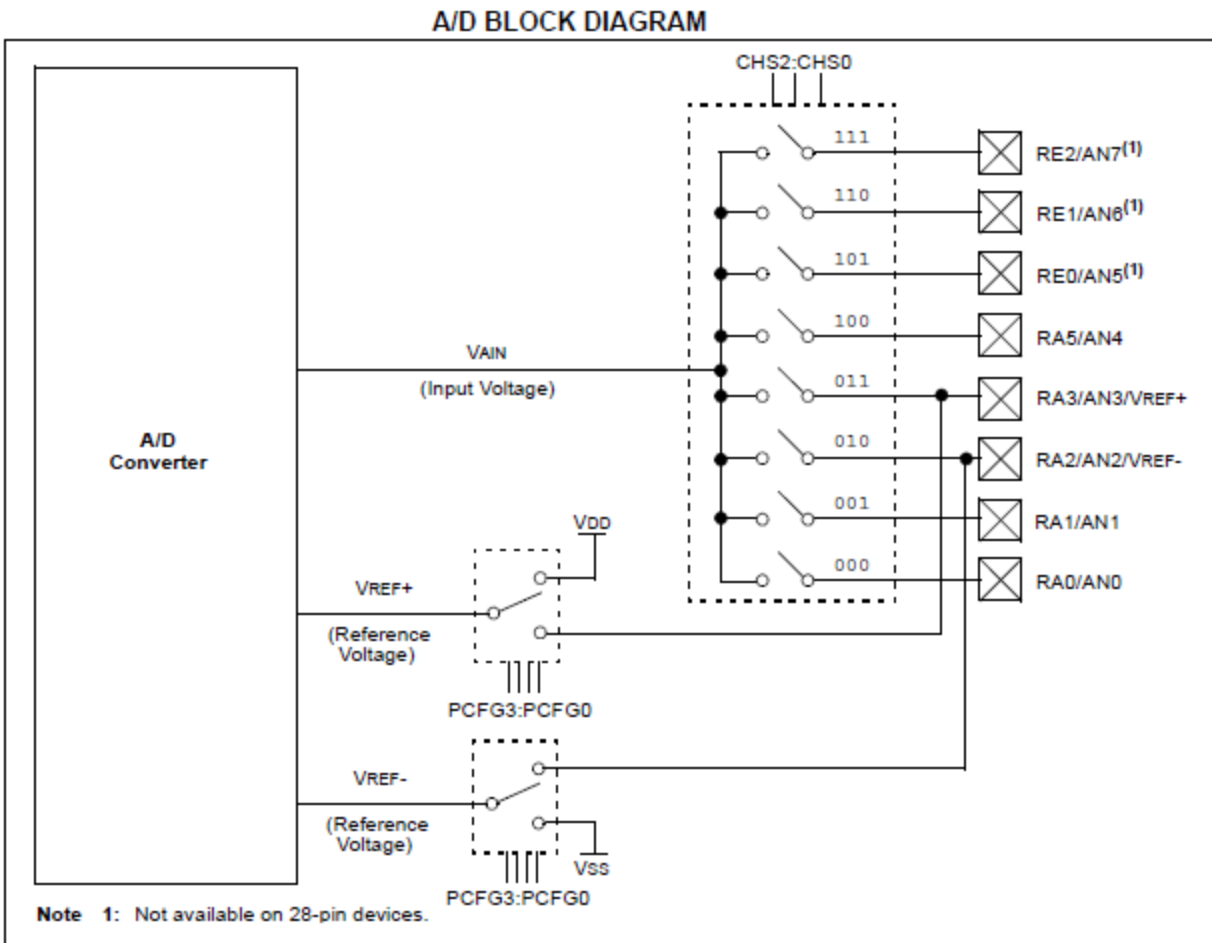 A/D BLOCK DIAGRAM
CHS2:CHS0
111
RE2/AN7(1)
110
RE1/AN6(1)
101
RE0/AN5(1)
100
RA5/AN4
VAIN
(Input Voltage)
011
RA3/AN3/VREF+
A/D
Converter
010
RA2/AN2/VREF-
001
RA1/AN1
VDD
000
RA0/AN0
VREF+
(Reference
Voltage)
PCFG3:PCFG0
VREF-
(Reference
Voltage)
VSS
PCFG3:PCFG0
Note 1: Not available on 28-pin devices.